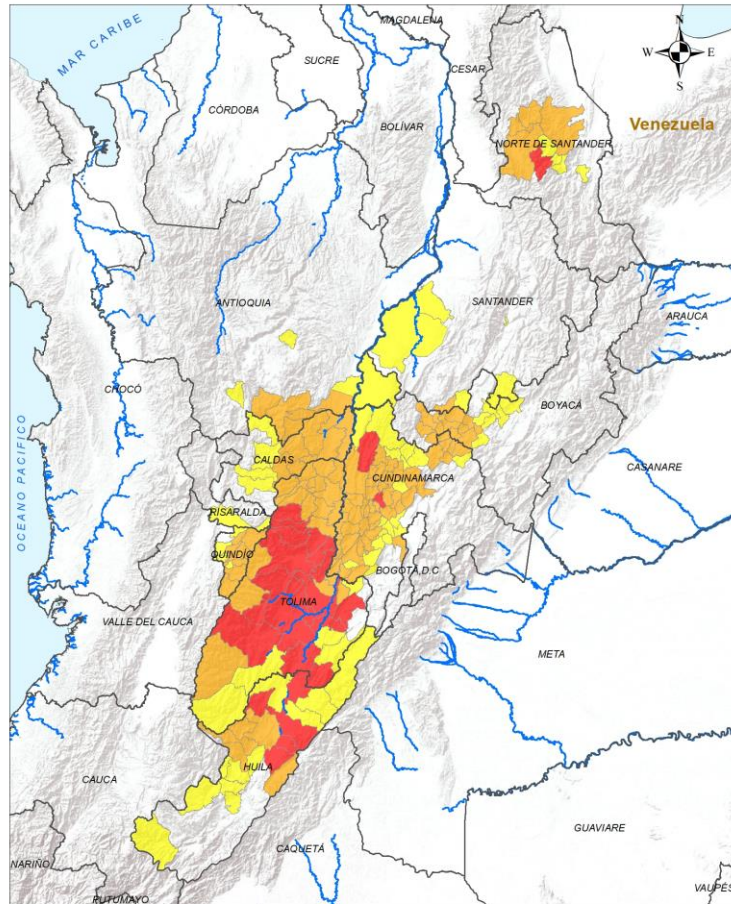 MAGDALENA
N
MAR CARIBE
SUCRE
CESAR
W
E
S
CÓRDOBA
BOLÍVAR
Venezuela
NORTE DE SANTANDER
ANTIOQUIA
SANTANDER
ARAUCA
CHOCÓ
BOYACÁ
OCEANO PACIFICO
CALDAS
CUNDINAMARCA
CASANARE
RISARALDA
QUINDÍO
BOGOTÁ, D.C
TOLIMA
VALLE DEL CAUCA
META
HUILA
CAUCA
GUAVIARE
CAQUETÁ
NARIÑO
PUTUMAYO
VAUPÉS